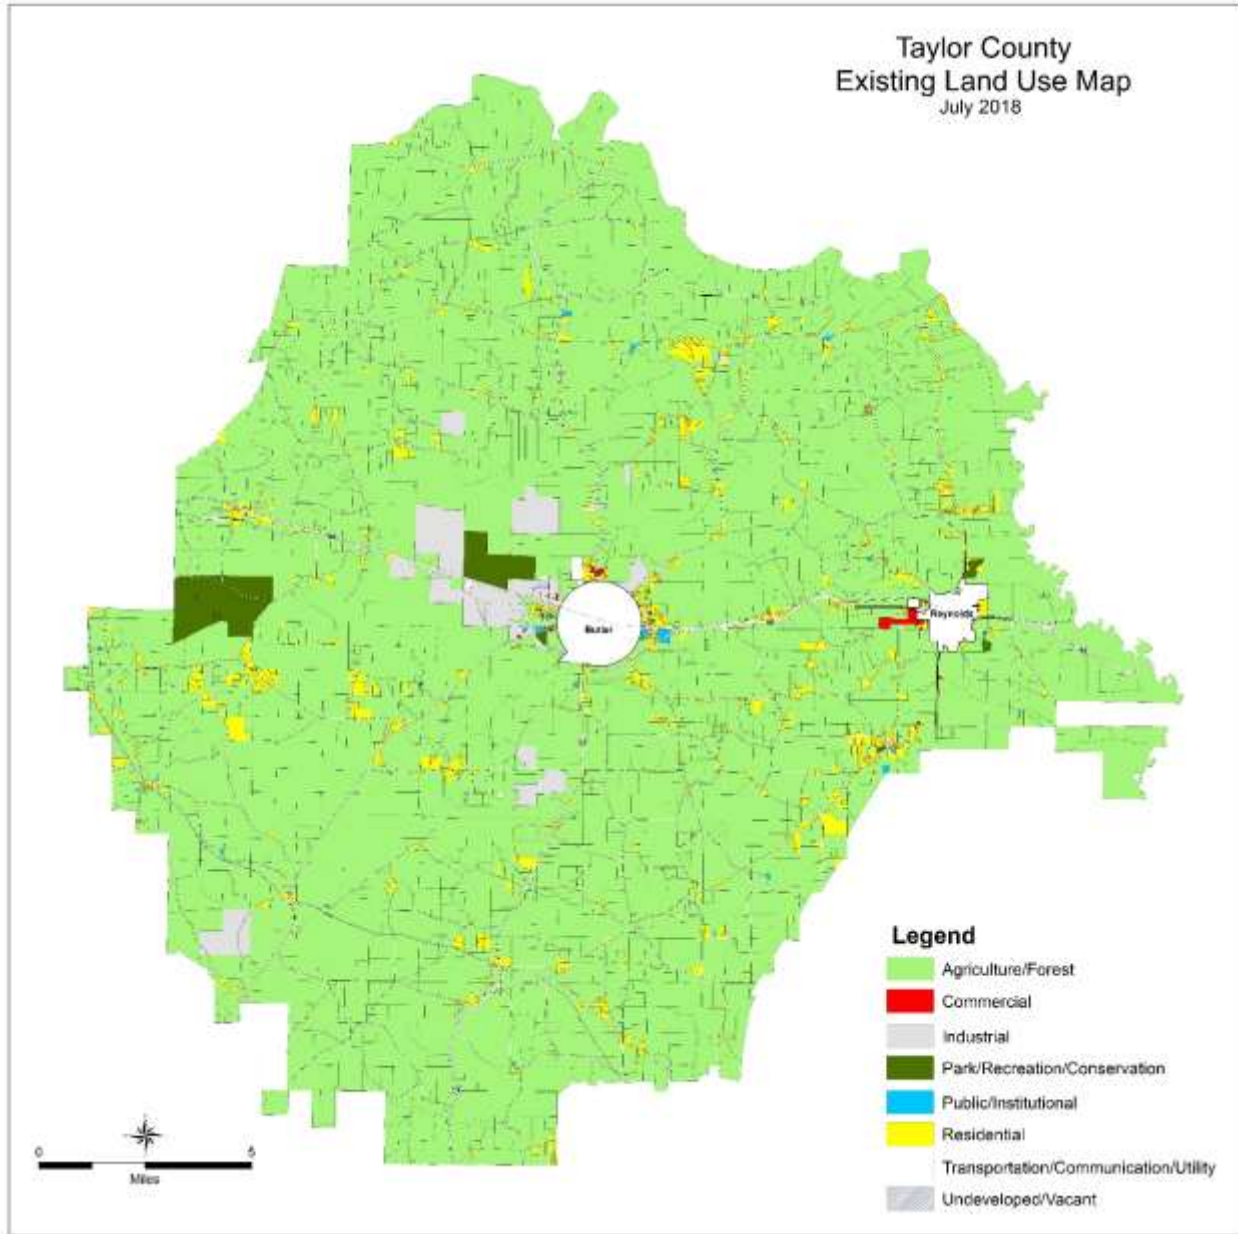 Taylor County
Existing Land Use Map
July 2018
Butler
Reynolds
Legend
Agriculture/Forest
Commercial
Industrial
Park/Recreation/Conservation
Public/Institutional
Residential
Transportation/Communication/Utility
Undeveloped/Vacant
0 5
Miles